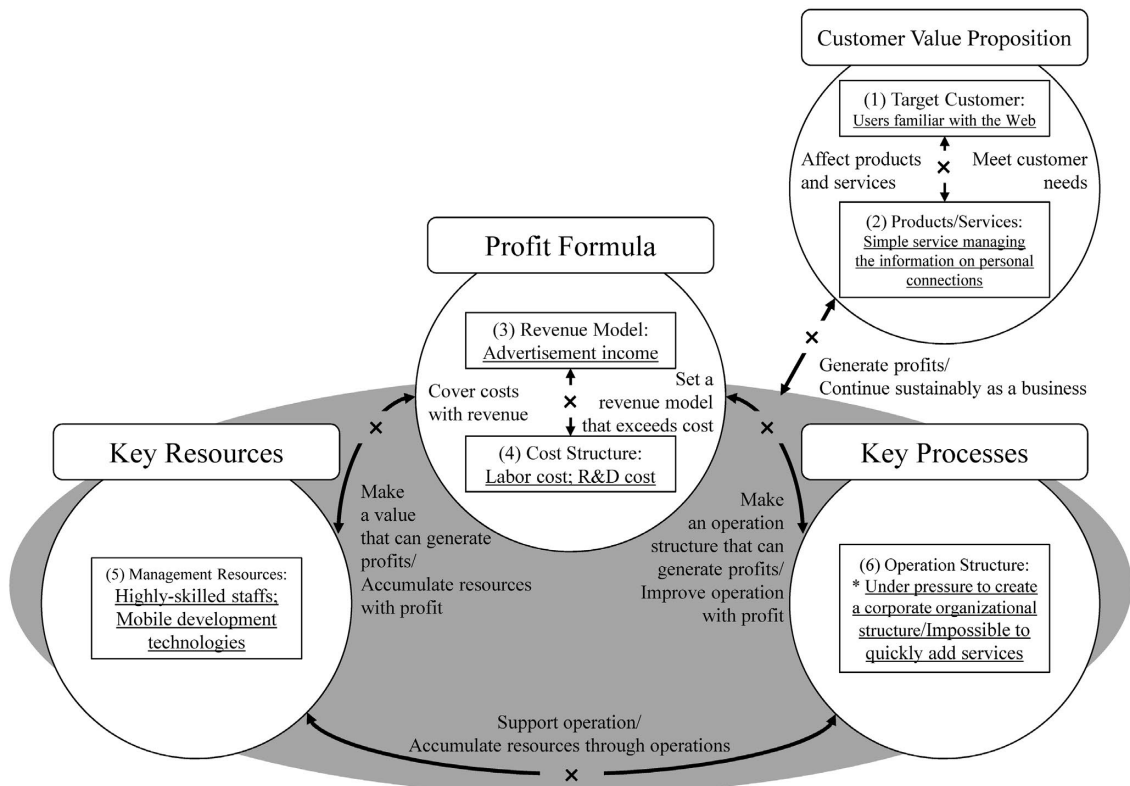 Customer Value Proposition
(1) Target Customer:
Users familiar with the Web
Affect products
and services
×
Meet customer
needs
(2) Products/Services:
Simple service managing
the information on personal
connections
×
Generate profits/
Continue sustainably as a business
Profit Formula
(3) Revenue Model:
Advertisement income
Cover costs
with revenue
×
Set a
revenue model
that exceeds cost
(4) Cost Structure:
Labor cost; R&D cost
×
Make
a value
that can generate
profits/
Accumulate resources
with profit
×
Make
an operation
structure that can
generate profits/
Improve operation
with profit
Key Resources
(5) Management Resources:
Highly-skilled staffs;
Mobile development
technologies
Key Processes
(6) Operation Structure:
* Under pressure to create
a corporate organizational
structure/Impossible to
quickly add services
Support operation/
Accumulate resources through operations
×